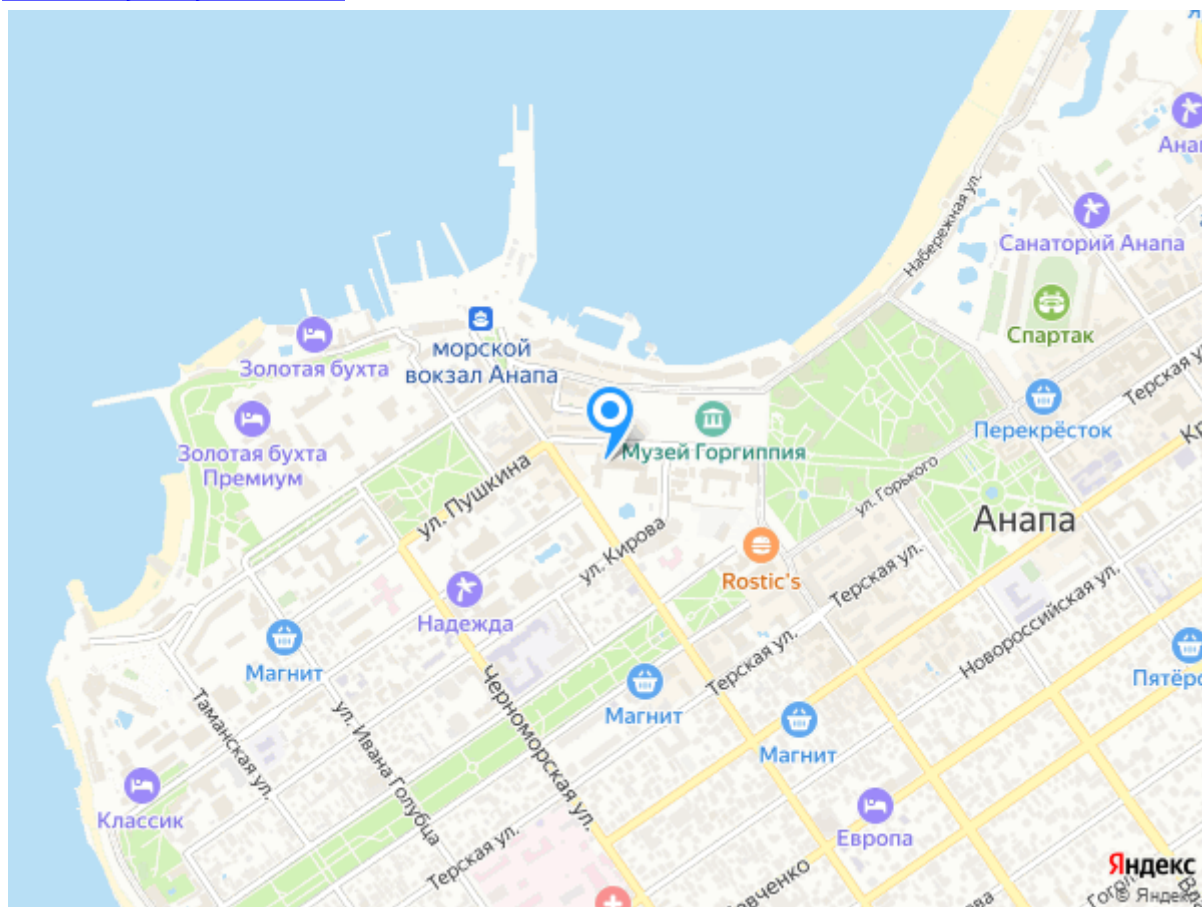 Анап
Набережная ул.
Санаторий Анапа
Спартак
морской
вокзал Анапа
Золотая бухта
Терская ул.
Перекрёсток
Музей Горгиппия
Золотая бухта
Премиум
ул. Пушкина
ул. Горького
Анапа
ул. Кирова
Rostic's
Терская ул.
Надежда
Новороссийская ул.
Магнит
Терская ул.
Пятёро
Магнит
Таманская ул.
ул. Ивана Голубца
Черноморская ул.
Магнит
Классик
Европа
Терская ул.
Яндекс
© Яндекс